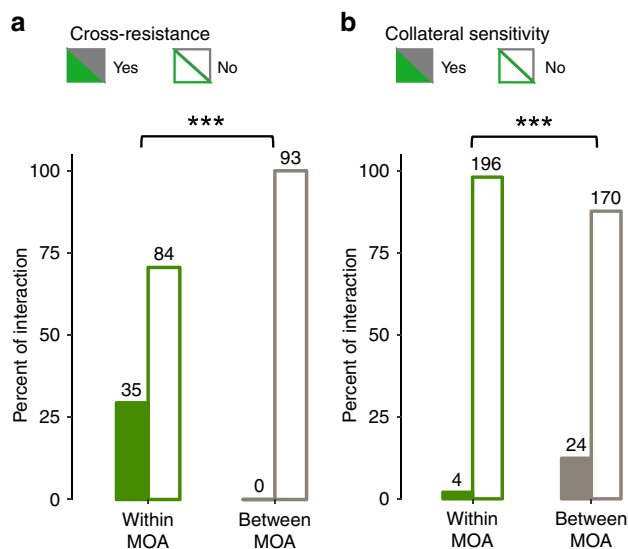 a
Cross-resistance
Yes
No
***
Percent of interaction
100
75
50
25
0
35
84
0
93
Within
MOA
Between
MOA
b
Collateral sensitivity
Yes
No
***
Percent of interaction
100
75
50
25
0
4
196
24
170
Within
MOA
Between
MOA